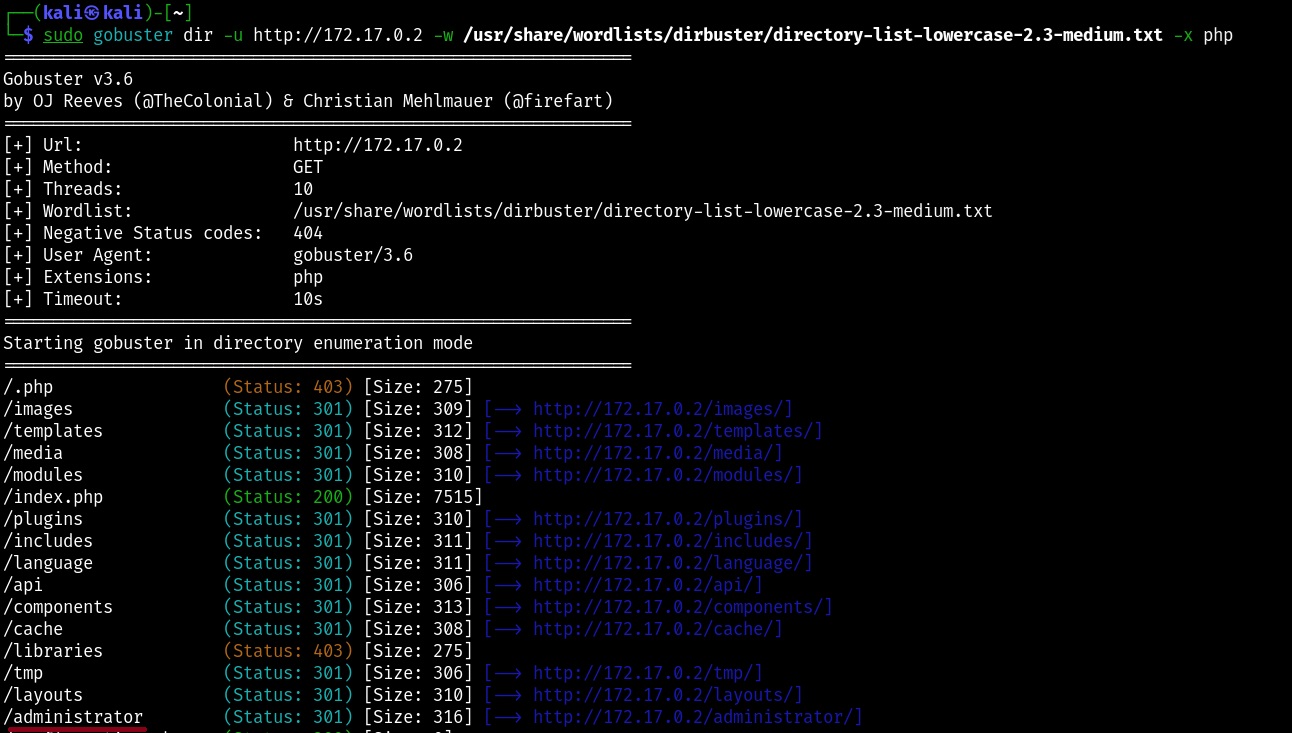 ┌──(kali㉿kali)-[~]
└─$ sudo gobuster dir -u http://172.17.0.2 -w /usr/share/wordlists/dirbuster/directory-list-lowercase-2.3-medium.txt -x php
===============================================================
Gobuster v3.6
by OJ Reeves (@TheColonial) & Christian Mehlmauer (@firefart)
===============================================================
[+] Url:                     http://172.17.0.2
[+] Method:                  GET
[+] Threads:                 10
[+] Wordlist:                /usr/share/wordlists/dirbuster/directory-list-lowercase-2.3-medium.txt
[+] Negative Status codes:   404
[+] User Agent:              gobuster/3.6
[+] Extensions:              php
[+] Timeout:                 10s
===============================================================
Starting gobuster in directory enumeration mode
===============================================================
/.php                 (Status: 403) [Size: 275]
/images               (Status: 301) [Size: 309] [--> http://172.17.0.2/images/]
/templates            (Status: 301) [Size: 312] [--> http://172.17.0.2/templates/]
/media                (Status: 301) [Size: 308] [--> http://172.17.0.2/media/]
/modules              (Status: 301) [Size: 310] [--> http://172.17.0.2/modules/]
/index.php            (Status: 200) [Size: 7515]
/plugins              (Status: 301) [Size: 310] [--> http://172.17.0.2/plugins/]
/includes             (Status: 301) [Size: 311] [--> http://172.17.0.2/includes/]
/language             (Status: 301) [Size: 311] [--> http://172.17.0.2/language/]
/api                  (Status: 301) [Size: 306] [--> http://172.17.0.2/api/]
/components           (Status: 301) [Size: 313] [--> http://172.17.0.2/components/]
/cache                (Status: 301) [Size: 308] [--> http://172.17.0.2/cache/]
/libraries            (Status: 403) [Size: 275]
/tmp                  (Status: 301) [Size: 306] [--> http://172.17.0.2/tmp/]
/layouts              (Status: 301) [Size: 310] [--> http://172.17.0.2/layouts/]
/administrator        (Status: 301) [Size: 316] [--> http://172.17.0.2/administrator/]